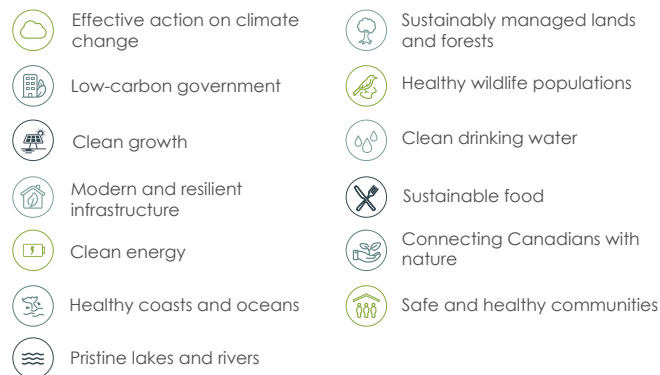 Effective action on climate
change
Low-carbon government
Clean growth
Modern and resilient
infrastructure
Clean energy
Healthy coasts and oceans
Pristine lakes and rivers
Sustainably managed lands
and forests
Healthy wildlife populations
Clean drinking water
Sustainable food
Connecting Canadians with
nature
Safe and healthy communities